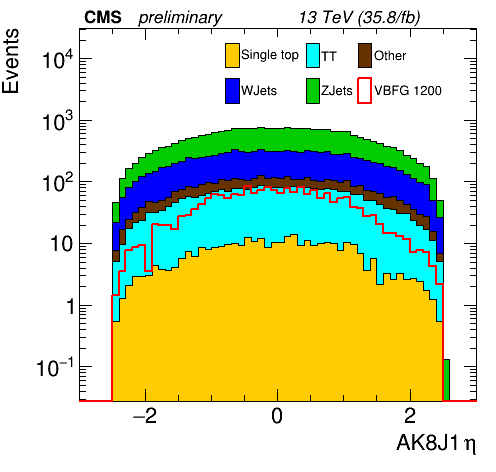 CMS preliminary 13 TeV (35.8/fb)
Events
Single top TT Other
WJets ZJets VBFG 1200
10⁴
10³
10²
10
1
10⁻¹
−2 0 2
AK8J1 η